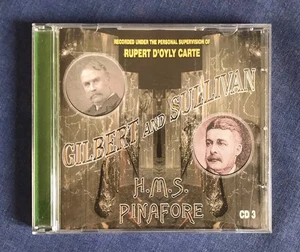 RECORDED UNDER THE PERSONAL SUPERVISION OF
RUPERT D'OYLY CARTE
GILBERT AND SULLIVAN
H.M.S.
PINAFORE
CD 3